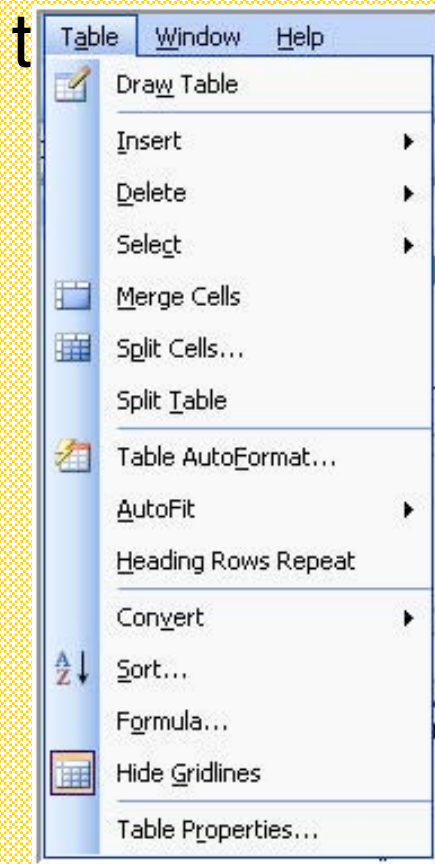 t
Table Window Help
Draw Table
Insert
Delete
Select
Merge Cells
Split Cells...
Split Table
Table AutoFormat...
AutoFit
Heading Rows Repeat
Convert
A
Z
Sort...
Formula...
Hide Gridlines
Table Properties...